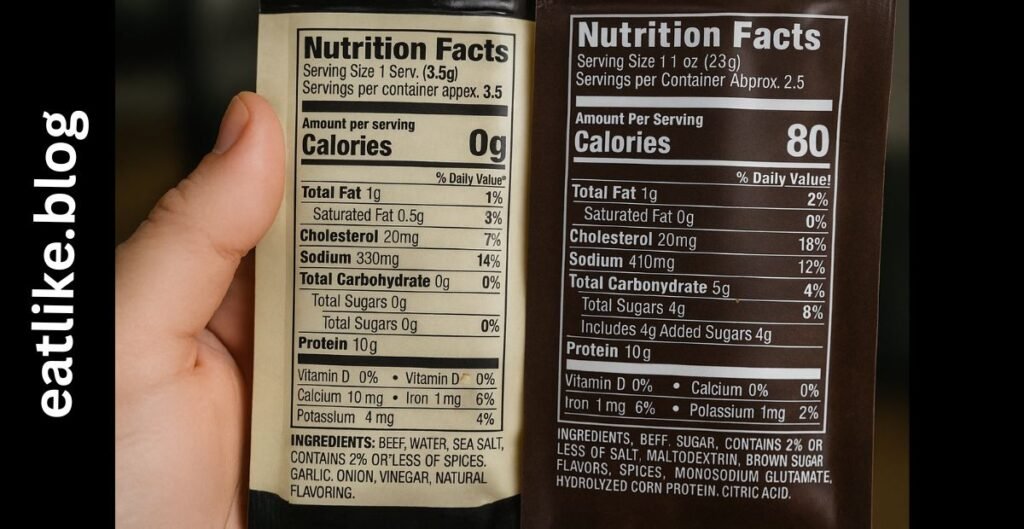 eatlike.blog
Nutrition Facts
Serving Size 1 Serv. (3.5g)
Servings per container appex. 3.5
Amount per serving
Calories 0g
% Daily Value*
Total Fat 1g 1%
Saturated Fat 0.5g 3%
Cholesterol 20mg 7%
Sodium 330mg 14%
Total Carbohydrate 0g 0%
Total Sugars 0g
Total Sugars 0g 0%
Protein 10g
Vitamin D 0% • Vitamin D 0%
Calcium 10 mg • Iron 1 mg 6%
Potassium 4 mg 4%
INGREDIENTS: BEEF, WATER, SEA SALT,
CONTAINS 2% OR'LESS OF SPICES.
GARLIC. ONION, VINEGAR, NATURAL
FLAVORING.
Nutrition Facts
Serving Size 1 1 oz (23g)
Servings per Container Abprox. 2.5
Amount Per Serving
Calories 80
% Daily Value!
Total Fat 1g 2%
Saturated Fat 0g 0%
Cholesterol 20mg 18%
Sodium 410mg 12%
Total Carbonydrate 5g 4%
Total Sugars 4g 8%
Includes 4g Added Sugars 4g
Protein 10g
Vitamin D 0% • Calcium 0% 0%
Iron 1 mg 6% • Polassium 1mg 2%
INGREDIENTS, BEFF. SUGAR, CONTAINS 2% OR
LESS OF SALT, MALTODEXTRIN, BROWN SUGAR
FLAVORS, SPICES, MONOSODIUM GLUTAMATE,
HYDROLYZED CORN PROTEIN. CITRIC ACID.